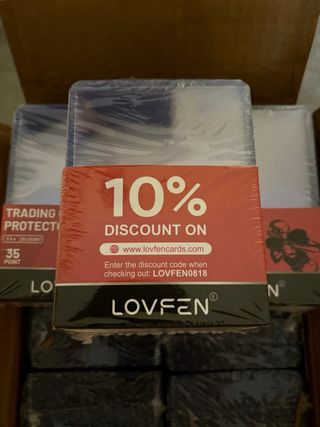 10%
DISCOUNT ON
www.lovfencards.com
Enter the discount code when
checking out: LOVFEN0818
LOVFEN®
TRADING
PROTECTO
35
POINT
LOV